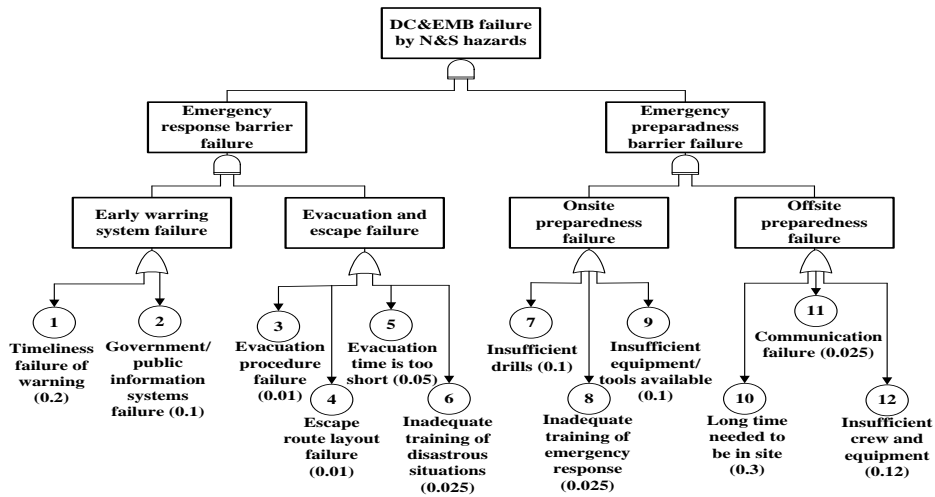 DC&EMB failure
by N&S hazards
Emergency
response barrier
failure
Emergency
preparadness
barrier failure
Early warring
system failure
Evacuation and
escape failure
Onsite
preparedness
failure
Offsite
preparedness
failure
1
Timeliness
failure of
warning
(0.2)
2
Government/
public
information
systems
failure (0.1)
3
Evacuation
procedure
failure
(0.01)
4
Escape
route layout
failure
(0.01)
5
Evacuation
time is too
short (0.05)
6
Inadequate
training of
disastrous
situations
(0.025)
7
Insufficient
drills (0.1)
8
Inadequate
training of
emergency
response
(0.025)
9
Insufficient
equipment/
tools available
(0.1)
10
Long time
needed to
be in site
(0.3)
11
Communication
failure (0.025)
12
Insufficient
crew and
equipment
(0.12)